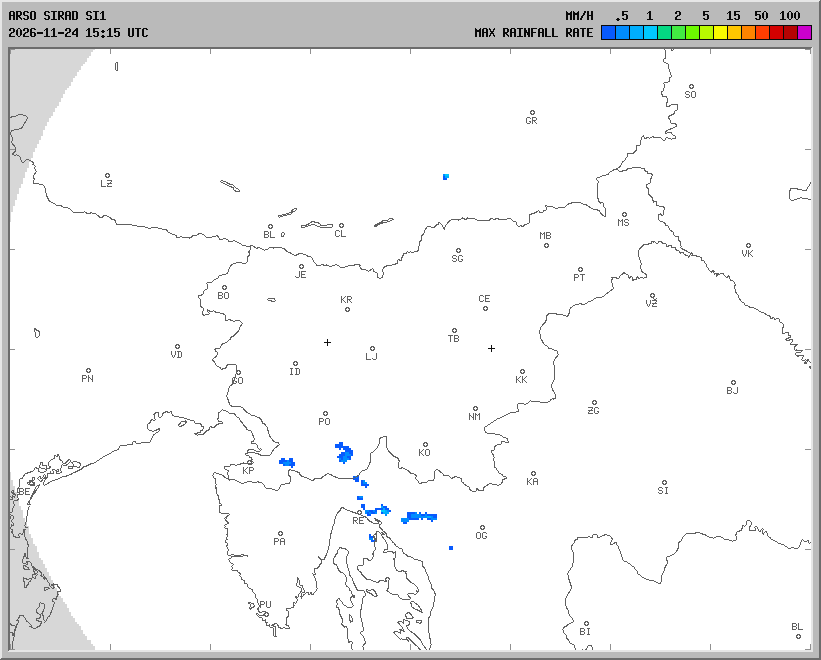 ARSO SIRAD SI1
MM/H .5 1 2 5 15 50 100
2026-11-24 15:15 UTC
MAX RAINFALL RATE
SO
GR
LZ
MS
BL
CL
MB
VK
SG
JE
PT
BO
KR
CE
VŽ
TB
VD
LJ
ID
PN
GO
KK
BJ
NM
ZG
PO
KO
KP
KA
SI
BE
RE
OG
PA
PU
BI
BL